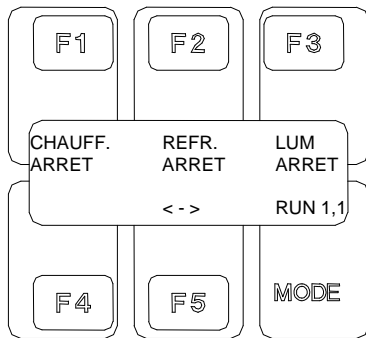 F1 F2 F3
CHAUFF. REFR. LUM
ARRET ARRET ARRET
< - > RUN 1,1
F4 F5 MODE